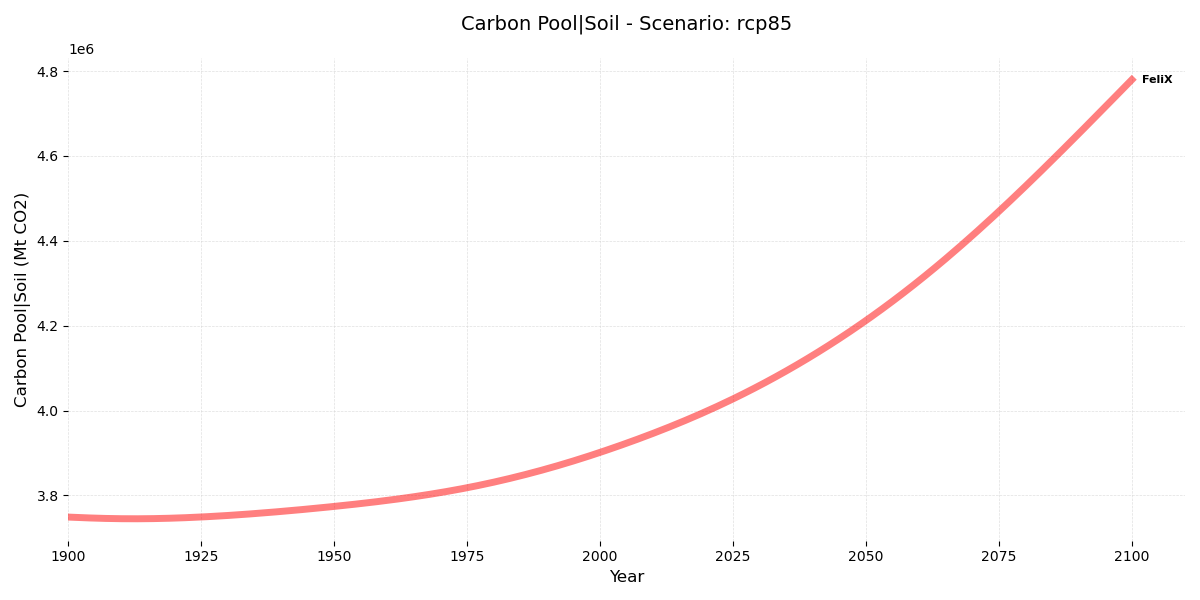 Carbon Pool|Soil - Scenario: rcp85
1e6
4.8
4.6
4.4
4.2
4.0
3.8
Carbon Pool|Soil (Mt CO2)
FeliX
1900 1925 1950 1975 2000 2025 2050 2075 2100
Year